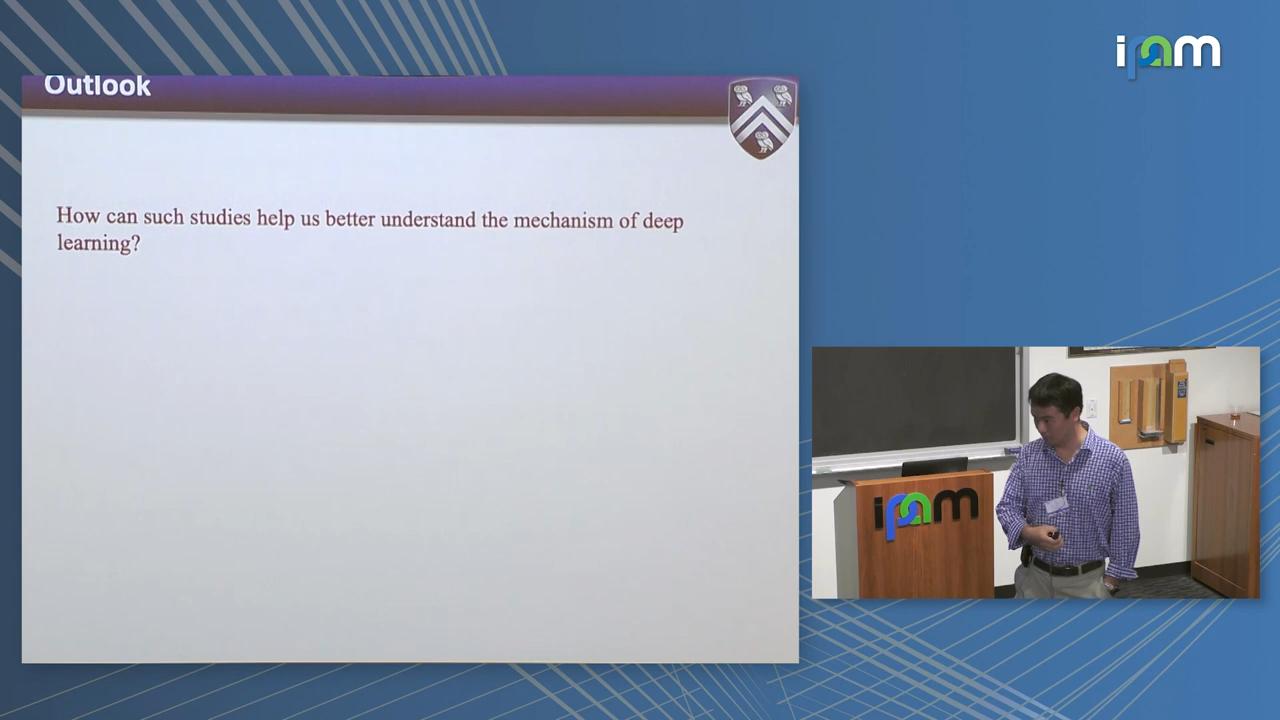 ipam
Outlook
How can such studies help us better understand the mechanism of deep
learning?
ipam